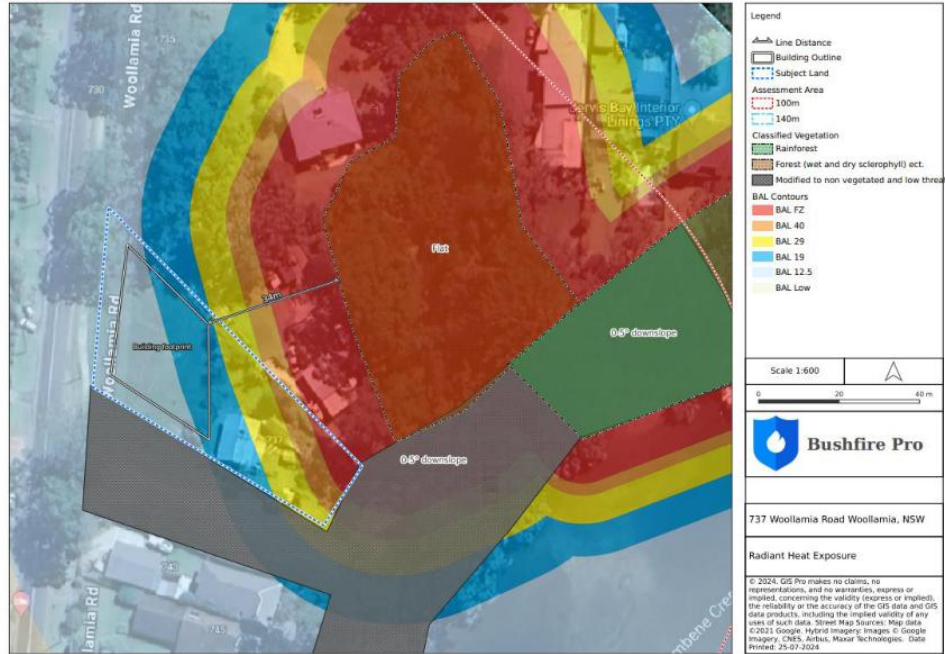 Woollamia Rd
735
730
Jervis Bay Interior
Linings PTY
Flat
34m
0-5° downslope
Woollamia Rd
Building footprint
737
0-5° downslope
743
745
Legend
Line Distance
Building Outline
Subject Land
Assessment Area
100m
140m
Classified Vegetation
Rainforest
Forest (wet and dry sclerophyll) ect.
Modified to non vegetated and low threat
BAL Contours
BAL FZ
BAL 40
BAL 29
BAL 19
BAL 12.5
BAL Low
Scale 1:600
0 20 40 m
Bushfire Pro
737 Woollamia Road Woollamia, NSW
Radiant Heat Exposure
© 2024, GIS Pro makes no claims, no
representations, and no warranties, express or
implied, concerning the validity (express or implied),
the reliability or the accuracy of the GIS data and GIS
data products, including the implied validity of any
uses of such data. Street Map Sources: Map data
©2021 Google, Hybrid Imagery: Images © Google
Imagery, CNES, Airbus, Maxar Technologies. Date
Printed: 25-07-2024